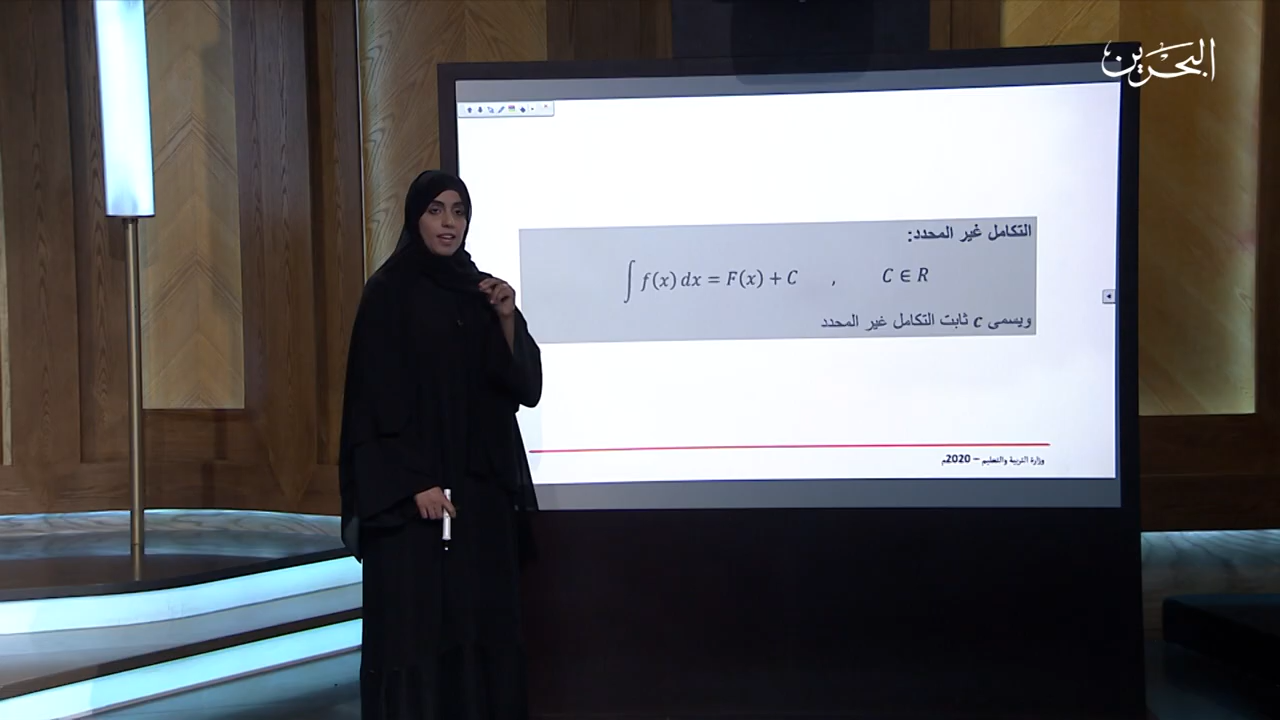 البحرين
التكامل غير المحدد:
∫ f(x) dx = F(x) + C , C ∈ R
ويسمى c ثابت التكامل غير المحدد
وزارة التربية والتعليم – 2020م